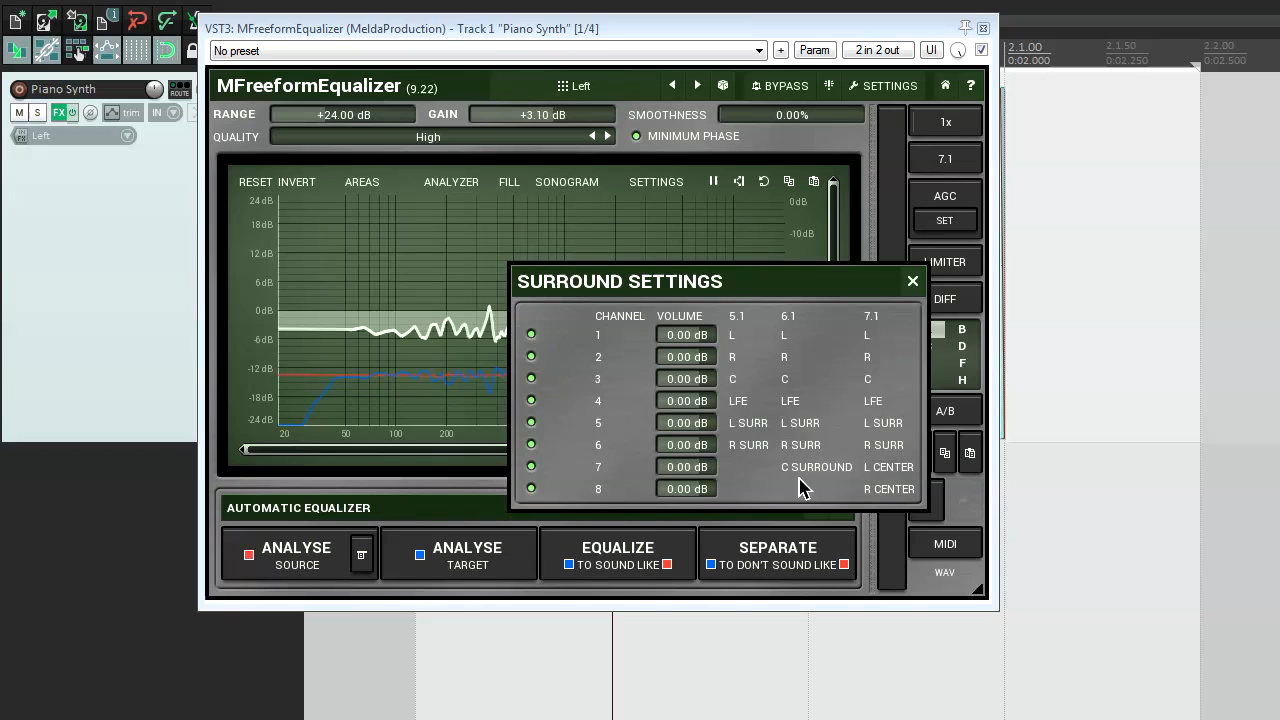 VST3: MFreeformEqualizer (MeldaProduction) - Track 1 "Piano Synth" [1/4]
No preset
+
Param
2 in 2 out
UI
2.1.00
0:02.000
2.1.50
0:02.250
2.2.00
0:02.500
Piano Synth
ROUTE
M
S
FX
trim
IN
Left
MFreeformEqualizer (9.22)
Left
BYPASS
SETTINGS
?
RANGE
+24.00 dB
GAIN
+3.10 dB
SMOOTHNESS
0.00%
QUALITY
High
MINIMUM PHASE
RESET
INVERT
AREAS
ANALYZER
FILL
SONOGRAM
SETTINGS
24 dB
18dB
12 dB
6 dB
0dB
-6 dB
-12 dB
-18dB
-24 dB
0dB
-10dB
20
50
100
200
1x
7.1
AGC
SET
LIMITER
DIFF
B
D
F
H
A/B
MIDI
WAV
SURROUND SETTINGS
CHANNEL VOLUME 5.1 6.1 7.1
1 0.00 dB L L L
2 0.00 dB R R R
3 0.00 dB C C C
4 0.00 dB LFE LFE LFE
5 0.00 dB L SURR L SURR L SURR
6 0.00 dB R SURR R SURR R SURR
7 0.00 dB C SURROUND L CENTER
8 0.00 dB R CENTER
AUTOMATIC EQUALIZER
ANALYSE
SOURCE
ANALYSE
TARGET
EQUALIZE
TO SOUND LIKE
SEPARATE
TO DON'T SOUND LIKE